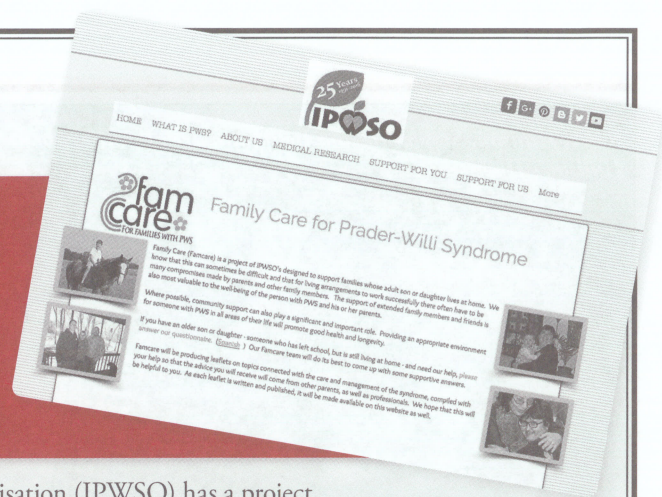 25 Years
IPWSO
HOME WHAT IS PWS? ABOUT US MEDICAL RESEARCH SUPPORT FOR YOU SUPPORT FOR US More
fam
care
FOR FAMILIES WITH PWS
Family Care for Prader-Willi Syndrome
Family Care (Famcare) is a project of IPWSO's designed to support families whose adult son or daughter lives at home. We
know that this can sometimes be difficult and that for living arrangements to work successfully there often have to be
many compromises made by parents and other family members. The support of extended family members and friends is
also most valuable to the well-being of the person with PWS and his or her parents.
Where possible, community support can also play a significant and important role. Providing an appropriate environment
for someone with PWS in all areas of their life will promote good health and longevity.
If you have an older son or daughter - someone who has left school, but is still living at home - and need our help, please
answer our questionnaire. (Spanish ) Our Famcare team will do its best to come up with some supportive answers.
Famcare will be producing leaflets on topics connected with the care and management of the syndrome, compiled with
your help so that the advice you will receive will come from other parents, as well as professionals. We hope that this will
be helpful to you. As each leaflet is written and published, it will be made available on this website as well.
isation (IPWSO) has a project